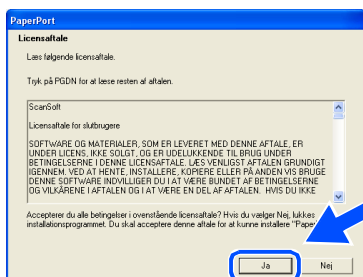 PaperPort
Licensaftale
Læs følgende licensaftale.
Tryk på PGDN for at læse resten af aftalen.
ScanSoft
Licensaftale for slutbrugere
SOFTWARE OG MATERIALER, SOM ER LEVERET MED DENNE AFTALE, ER
UNDER LICENS, IKKE SOLGT, OG ER UDELUKKENDE TIL BRUG UNDER
BETINGELSERNE I DENNE LICENSAFTALE. LÆS VENLIGST AFTALEN GRUNDIGT
IGENNEM. VED AT HENTE, INSTALLERE, KOPIERE ELLER PÅ ANDEN VIS BRUGE
DENNE SOFTWARE INDVILLIGER DU I AT VÆRE BUNDET AF BETINGELSERNE
OG VILKÅRENE I AFTALEN OG I AT VÆRE EN DEL AF AFTALEN. HVIS DU IKKE
Accepterer du alle betingelser i ovenstående licensaftale? Hvis du vælger Nej, lukkes
installationsprogrammet. Du skal acceptere denne aftale for at kunne installere "Pape
Ja
Nej